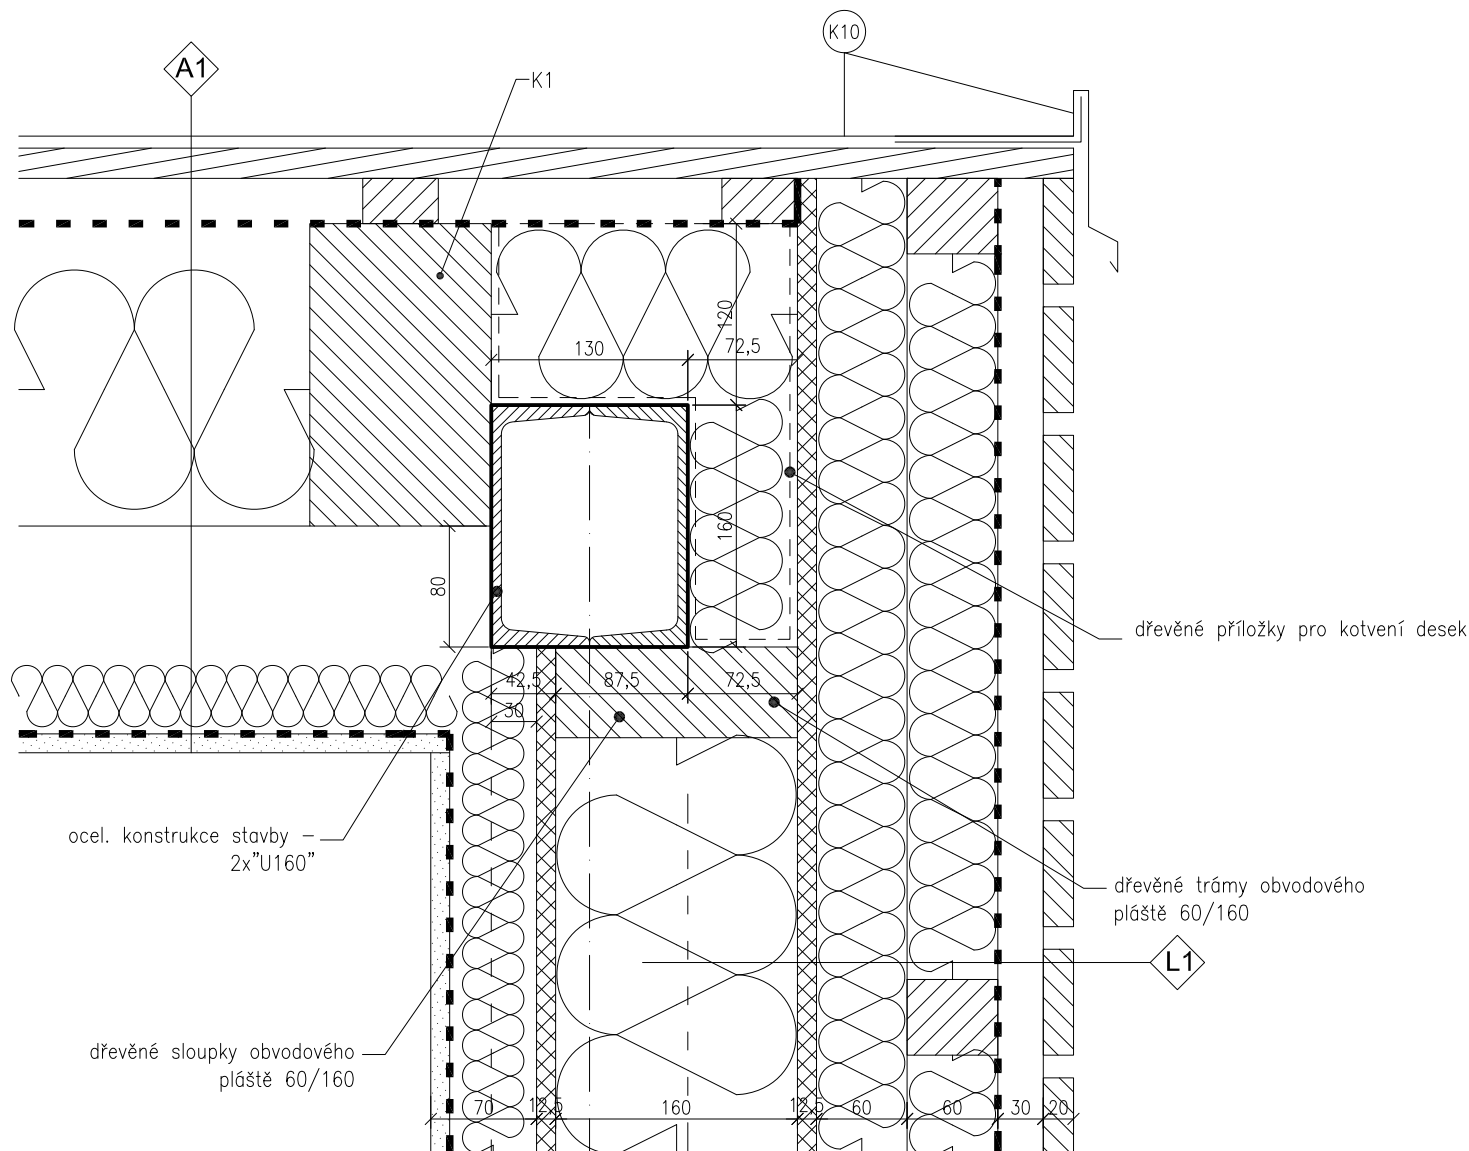 K10
A1
K1
120
130
72,5
160
80
dřevěné příložky pro kotvení desek
42,5
87,5
72,5
30
ocel. konstrukce stavby –
2x"U160"
dřevěné trámy obvodového
pláště 60/160
L1
dřevěné sloupky obvodového
pláště 60/160
70
12,5
160
12,5
60
60
30
20